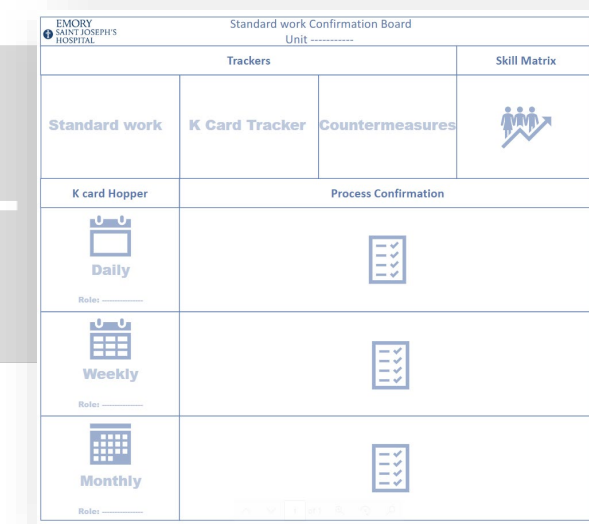 EMORY
SAINT JOSEPH'S
HOSPITAL
Standard work Confirmation Board
Unit -----------
Trackers
Skill Matrix
Standard work
K Card Tracker
Countermeasures
K card Hopper
Process Confirmation
Daily
Role: ------------
Weekly
Role: ------------
Monthly
Role: ------------